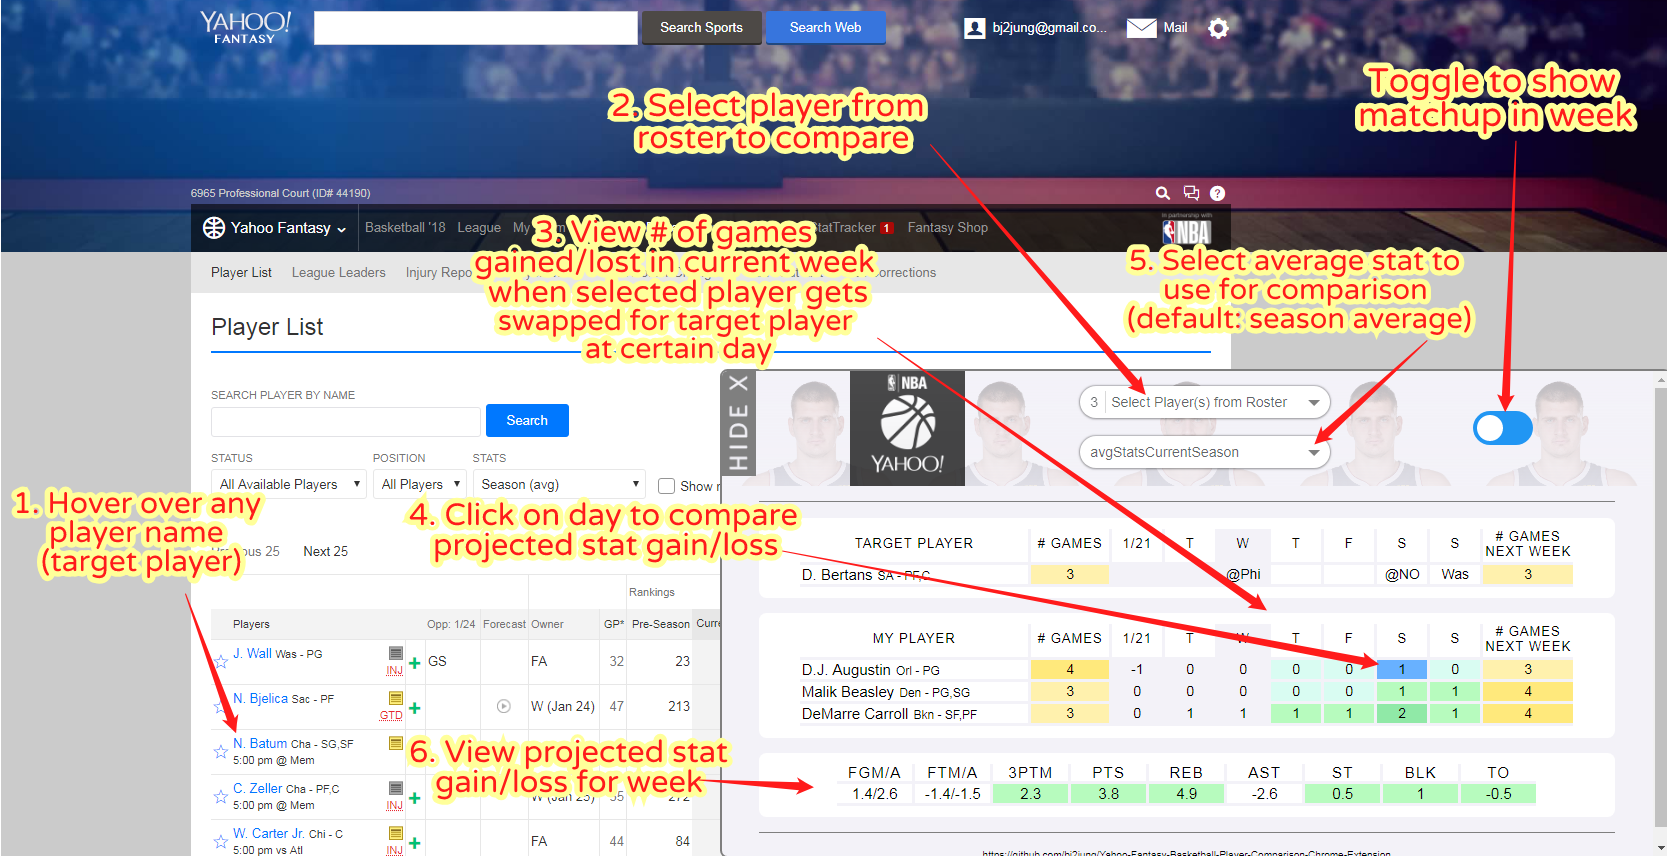 YAHOO!
FANTASY
Search Sports
Search Web
bj2jung@gmail.co...
Mail
Toggle to show
matchup in week
2. Select player from
roster to compare
6965 Professional Court (ID# 44190)
?
Yahoo Fantasy
Basketball '18
League
My
tatTracker 1
Fantasy Shop
In partnership with
NBA
3. View # of games
gained/lost in current week
when selected player gets
swapped for target player
at certain day
5. Select average stat to
use for comparison
(default: season average)
Player List
League Leaders
Injury Repo
orrections
Player List
SEARCH PLAYER BY NAME
Search
STATUS
POSITION
STATS
All Available Players
All Players
Season (avg)
Show
1. Hover over any
player name
(target player)
Next 25
4. Click on day to compare
projected stat gain/loss
Rankings
Players
Opp: 1/24
Forecast
Owner
GP*
Pre-Season
Curre
J. Wall Was - PG
INJ
GS
FA
32
23
N. Bjelica Sac - PF
GTD
W (Jan 24)
47
213
N. Batum Cha - SG,SF
5:00 pm @ Mem
C. Zeller Cha - PF,C
5:00 pm @ Mem
INJ
W. Carter Jr. Chi - C
5:00 pm vs Atl
INJ
FA
44
84
6. View projected stat
gain/loss for week
HIDE X
NBA
YAHOO!
3 Select Player(s) from Roster
avgStatsCurrentSeason
TARGET PLAYER
# GAMES
1/21
T
W
T
F
S
S
# GAMES
NEXT WEEK
D. Bertans SA - PF,C
3
@Phi
@NO
Was
3
MY PLAYER
# GAMES
1/21
T
W
T
F
S
S
# GAMES
NEXT WEEK
D.J. Augustin Orl - PG
4
-1
0
0
0
0
1
0
3
Malik Beasley Den - PG,SG
3
0
0
0
0
0
1
1
4
DeMarre Carroll Bkn - SF,PF
3
0
1
1
1
1
2
1
4
FGM/A
FTM/A
3PTM
PTS
REB
AST
ST
BLK
TO
1.4/2.6
-1.4/-1.5
2.3
3.8
4.9
-2.6
0.5
1
-0.5
https://github.com/bj2jung/Yahoo-Fantasy-Basketball-Player-Comparison-Chrome-Extension